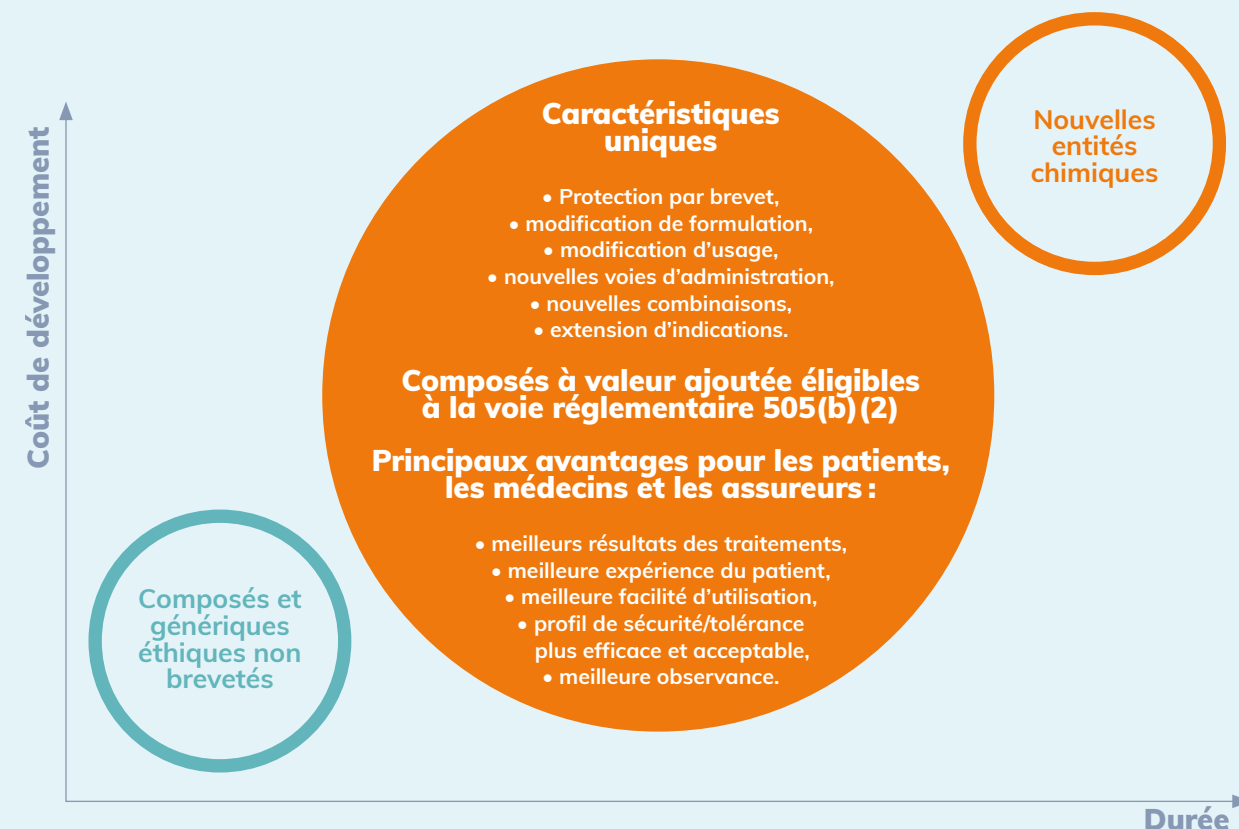 Coût de développement
Caractéristiques
uniques
• Protection par brevet,
• modification de formulation,
• modification d’usage,
• nouvelles voies d’administration,
• nouvelles combinaisons,
• extension d’indications.
Composés à valeur ajoutée éligibles
à la voie réglementaire 505(b)(2)
Principaux avantages pour les patients,
les médecins et les assureurs :
• meilleurs résultats des traitements,
• meilleure expérience du patient,
• meilleure facilité d’utilisation,
• profil de sécurité/tolérance
plus efficace et acceptable,
• meilleure observance.
Nouvelles
entités
chimiques
Composés et
génériques
éthiques non
brevetés
Durée